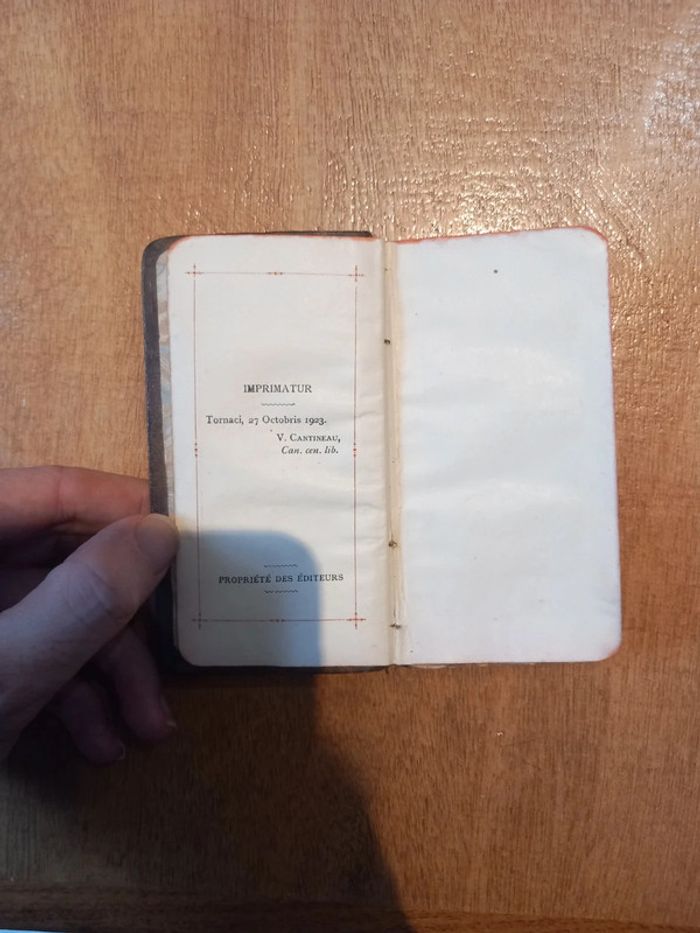 IMPRIMATUR
Tornaci, 27 Octobris 1923.
V. CANTINEAU,
Can. cen. lib.
PROPRIÉTÉ DES ÉDITEURS